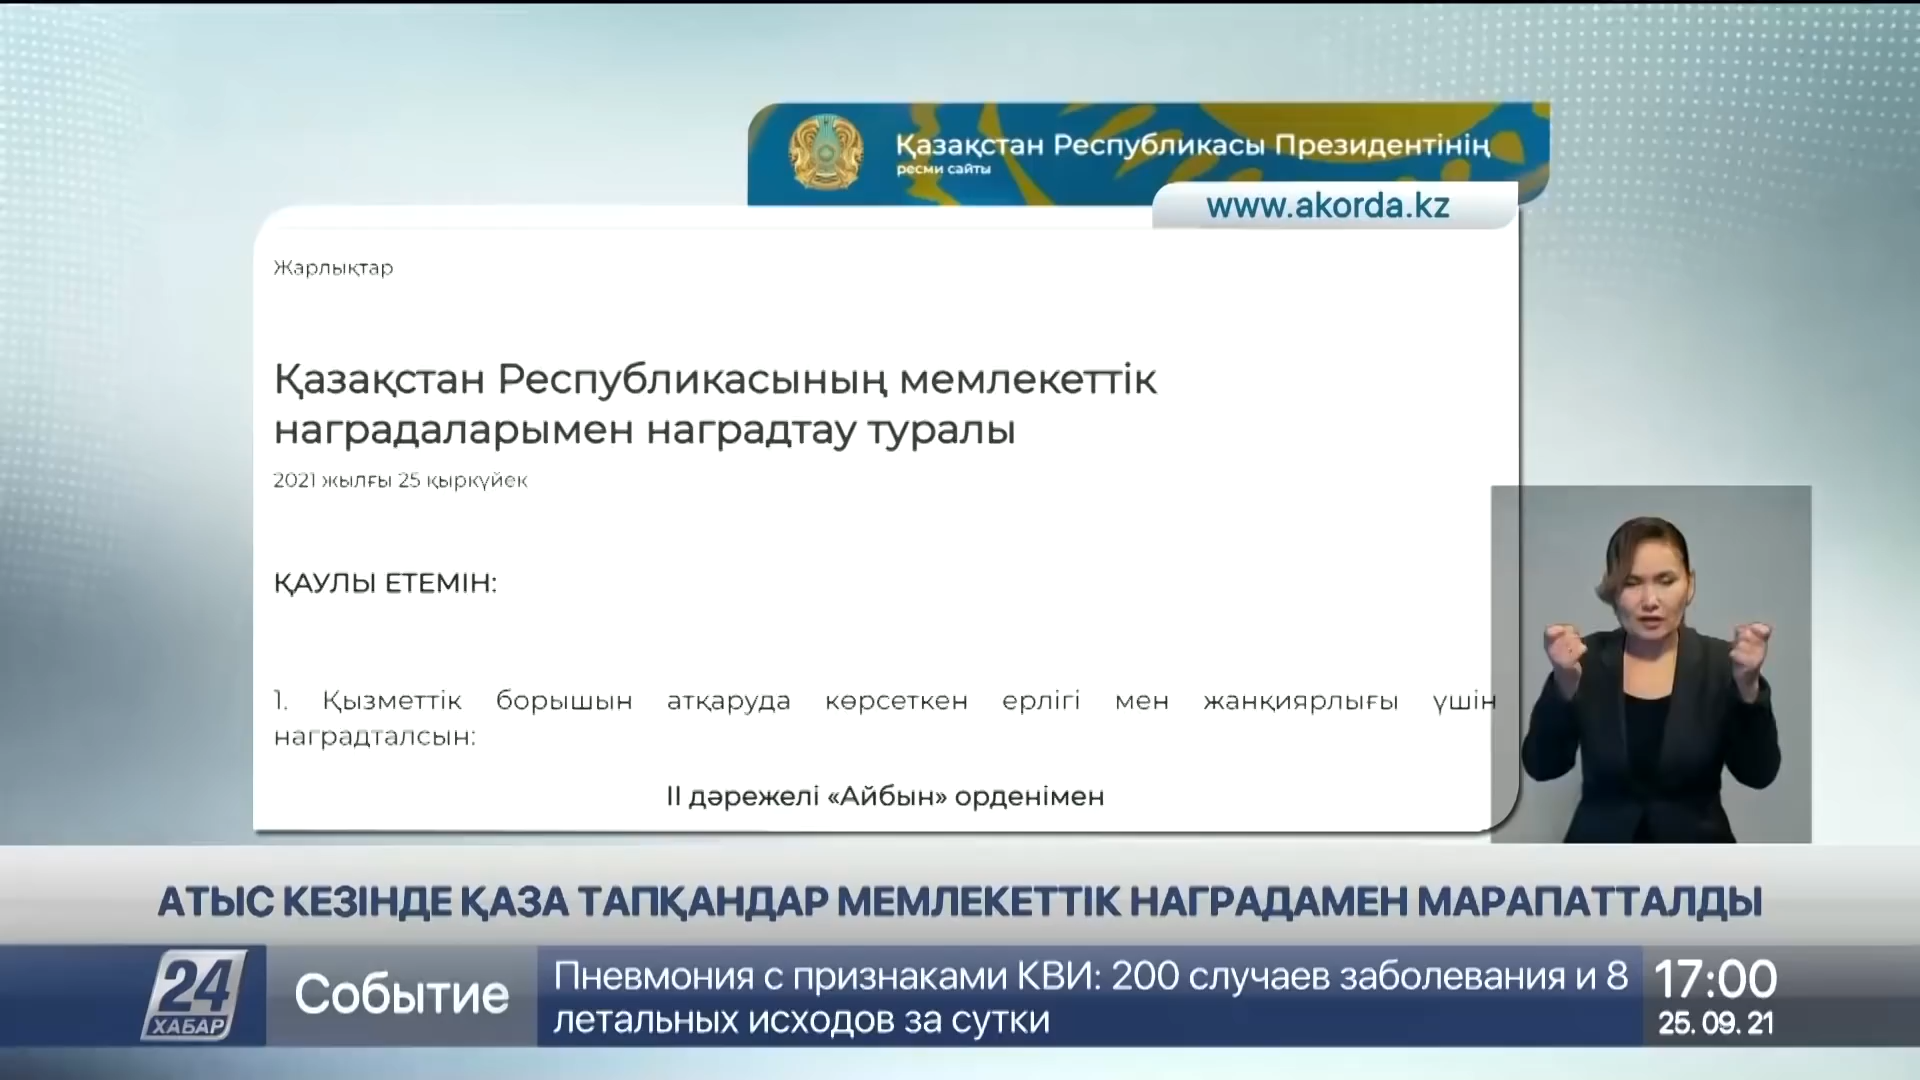 Қазақстан Республикасы Президентінің
ресми сайты
www.akorda.kz
Жарлықтар
Қазақстан Республикасының мемлекеттік
наградаларымен наградтау туралы
2021 жылғы 25 қыркүйек
ҚАУЛЫ ЕТЕМІН:
1. Қызметтік борышын атқаруда көрсеткен ерлігі мен жанқиярлығы үшін
наградталсын:
II дәрежелі «Айбын» орденімен
АТЫС КЕЗІНДЕ ҚАЗА ТАПҚАНДАР МЕМЛЕКЕТТІК НАГРАДАМЕН МАРАПАТТАЛДЫ
24
ХАБАР
Событие
Пневмония с признаками КВИ: 200 случаев заболевания и 8
летальных исходов за сутки
17:00
25. 09. 21